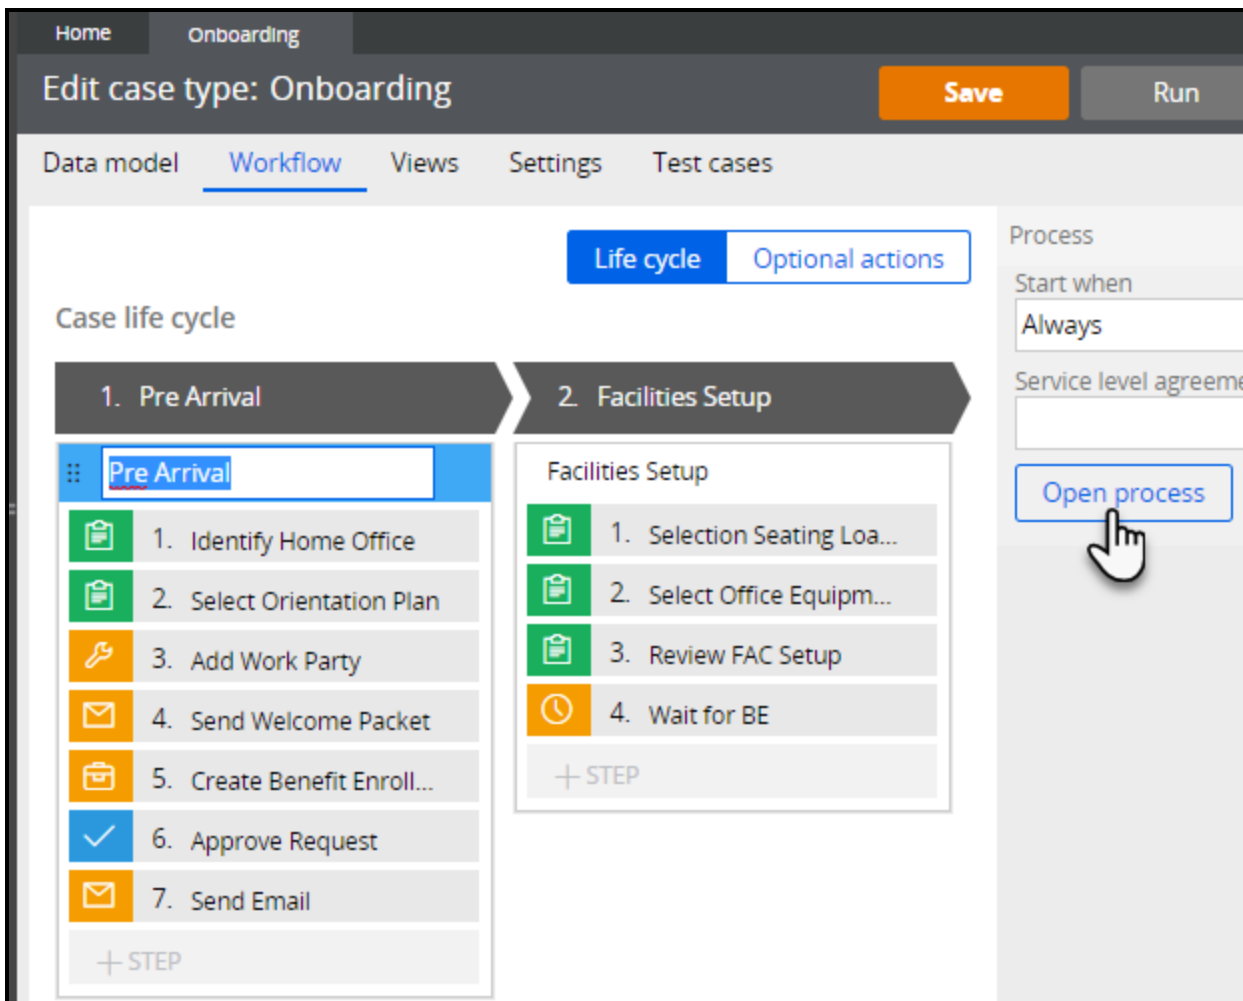 Home
Onboarding
Edit case type: Onboarding
Save
Run
Data model
Workflow
Views
Settings
Test cases
Life cycle
Optional actions
Case life cycle
1. Pre Arrival
2. Facilities Setup
Pre Arrival
1. Identify Home Office
2. Select Orientation Plan
3. Add Work Party
4. Send Welcome Packet
5. Create Benefit Enroll...
6. Approve Request
7. Send Email
+ STEP
Facilities Setup
1. Selection Seating Loa...
2. Select Office Equipm...
3. Review FAC Setup
4. Wait for BE
+ STEP
Process
Start when
Always
Service level agreeme
Open process